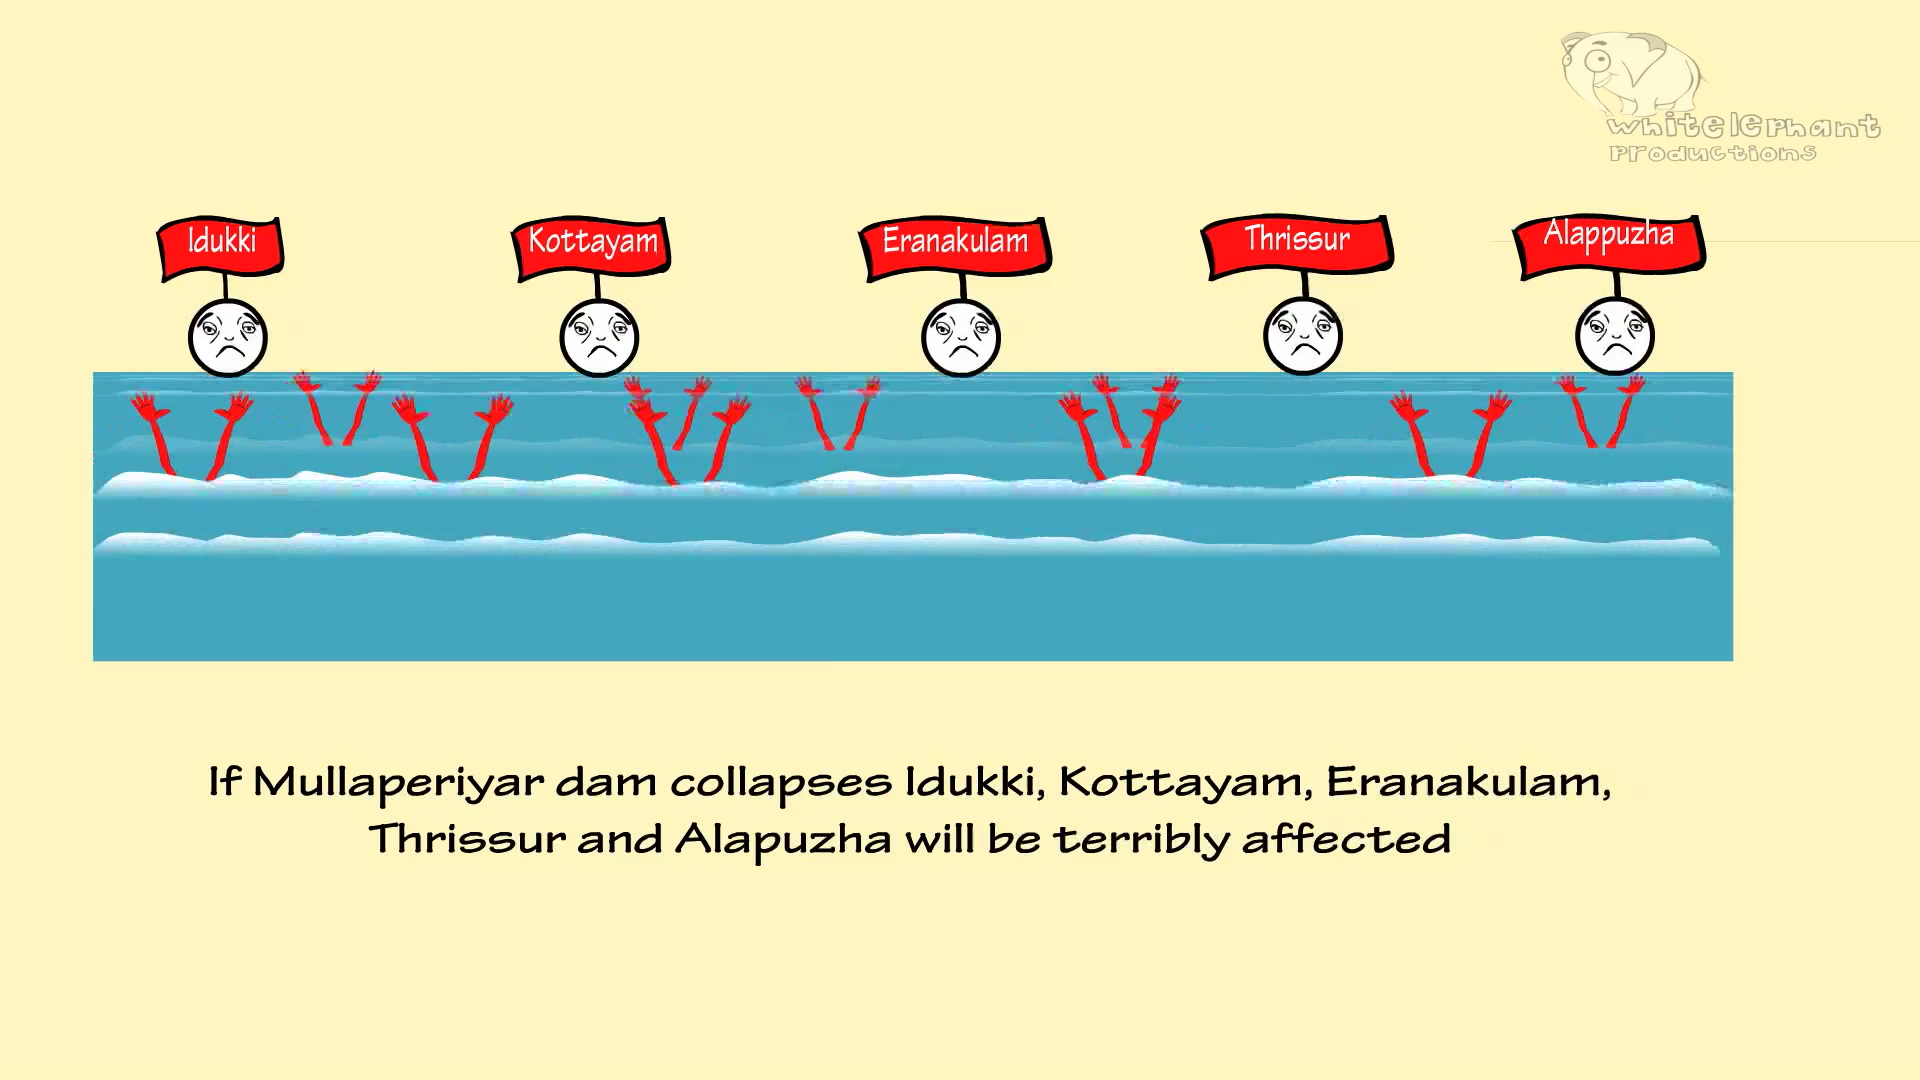 whitelephant
productions
Idukki
Kottayam
Eranakulam
Thrissur
Alappuzha
If Mullaperiyar dam collapses Idukki, Kottayam, Eranakulam,
Thrissur and Alapuzha will be terribly affected